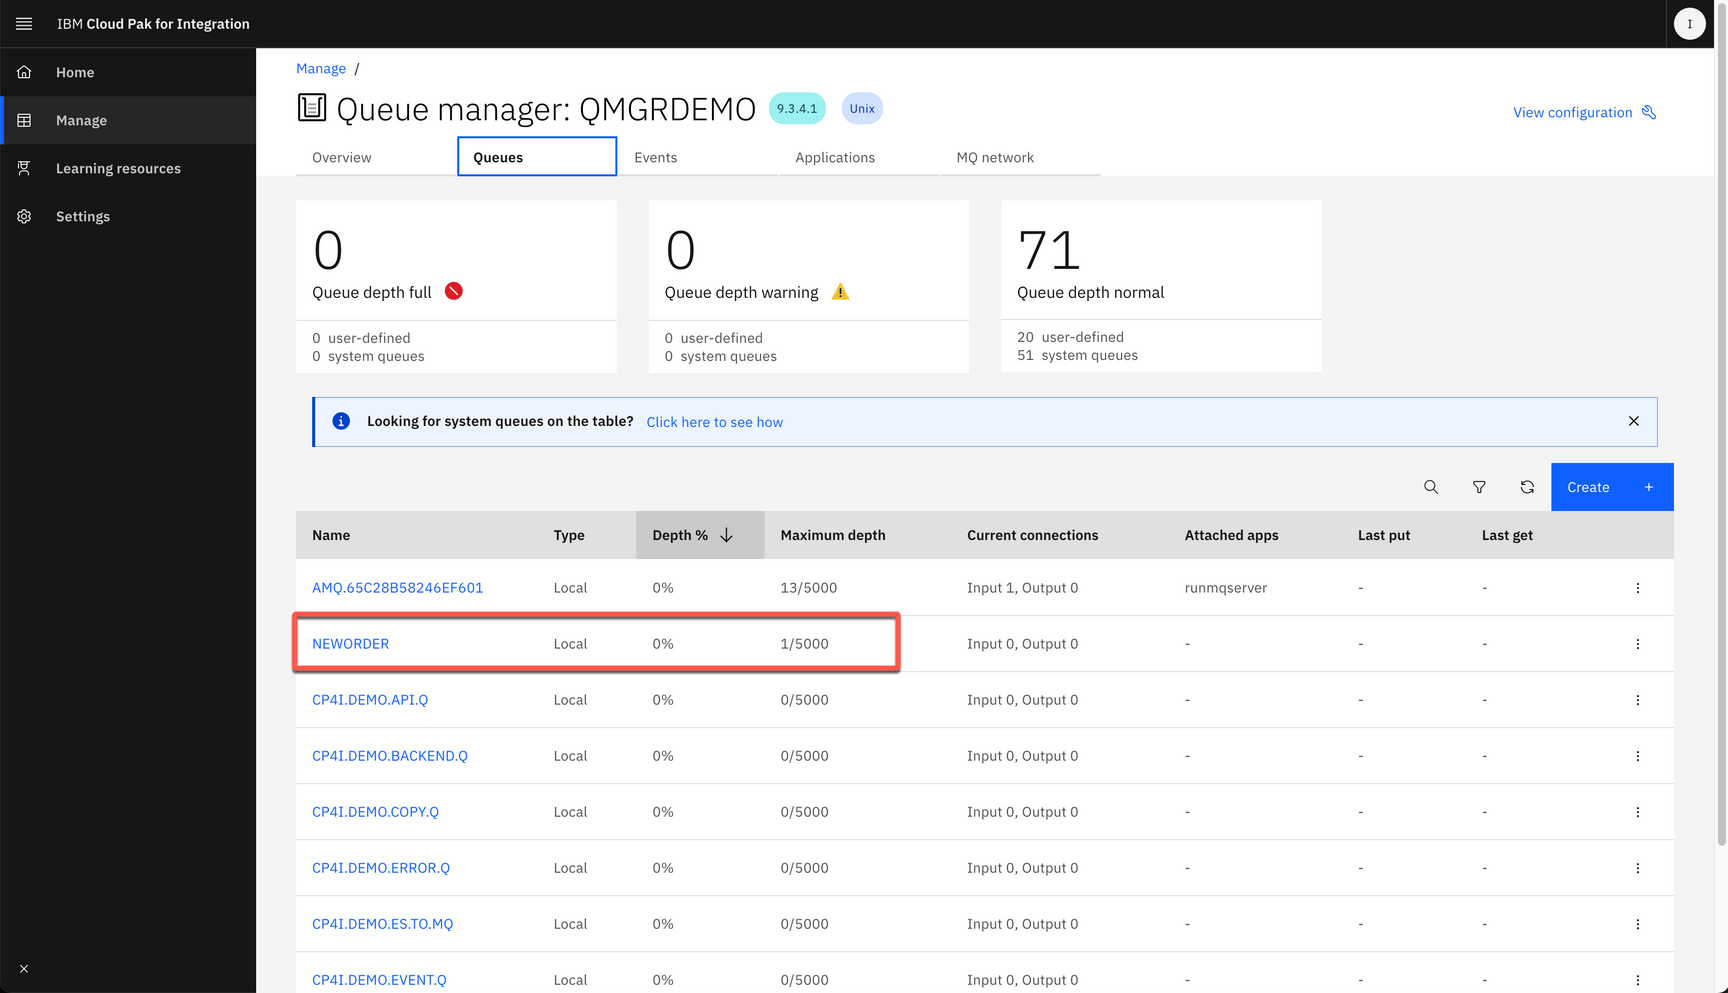 IBM Cloud Pak for Integration
I
Home
Manage
Learning resources
Settings
Manage /
Queue manager: QMGRDEMO 9.3.4.1 Unix
View configuration
Overview Queues Events Applications MQ network
0
Queue depth full
0 user-defined
0 system queues
0
Queue depth warning
0 user-defined
0 system queues
71
Queue depth normal
20 user-defined
51 system queues
Looking for system queues on the table? Click here to see how
Create +
Name Type Depth % Maximum depth Current connections Attached apps Last put Last get
AMQ.65C28B58246EF601 Local 0% 13/5000 Input 1, Output 0 runmqserver - -
NEWORDER Local 0% 1/5000 Input 0, Output 0 - - -
CP4I.DEMO.API.Q Local 0% 0/5000 Input 0, Output 0 - - -
CP4I.DEMO.BACKEND.Q Local 0% 0/5000 Input 0, Output 0 - - -
CP4I.DEMO.COPY.Q Local 0% 0/5000 Input 0, Output 0 - - -
CP4I.DEMO.ERROR.Q Local 0% 0/5000 Input 0, Output 0 - - -
CP4I.DEMO.ES.TO.MQ Local 0% 0/5000 Input 0, Output 0 - - -
CP4I.DEMO.EVENT.Q Local 0% 0/5000 Input 0, Output 0 - - -